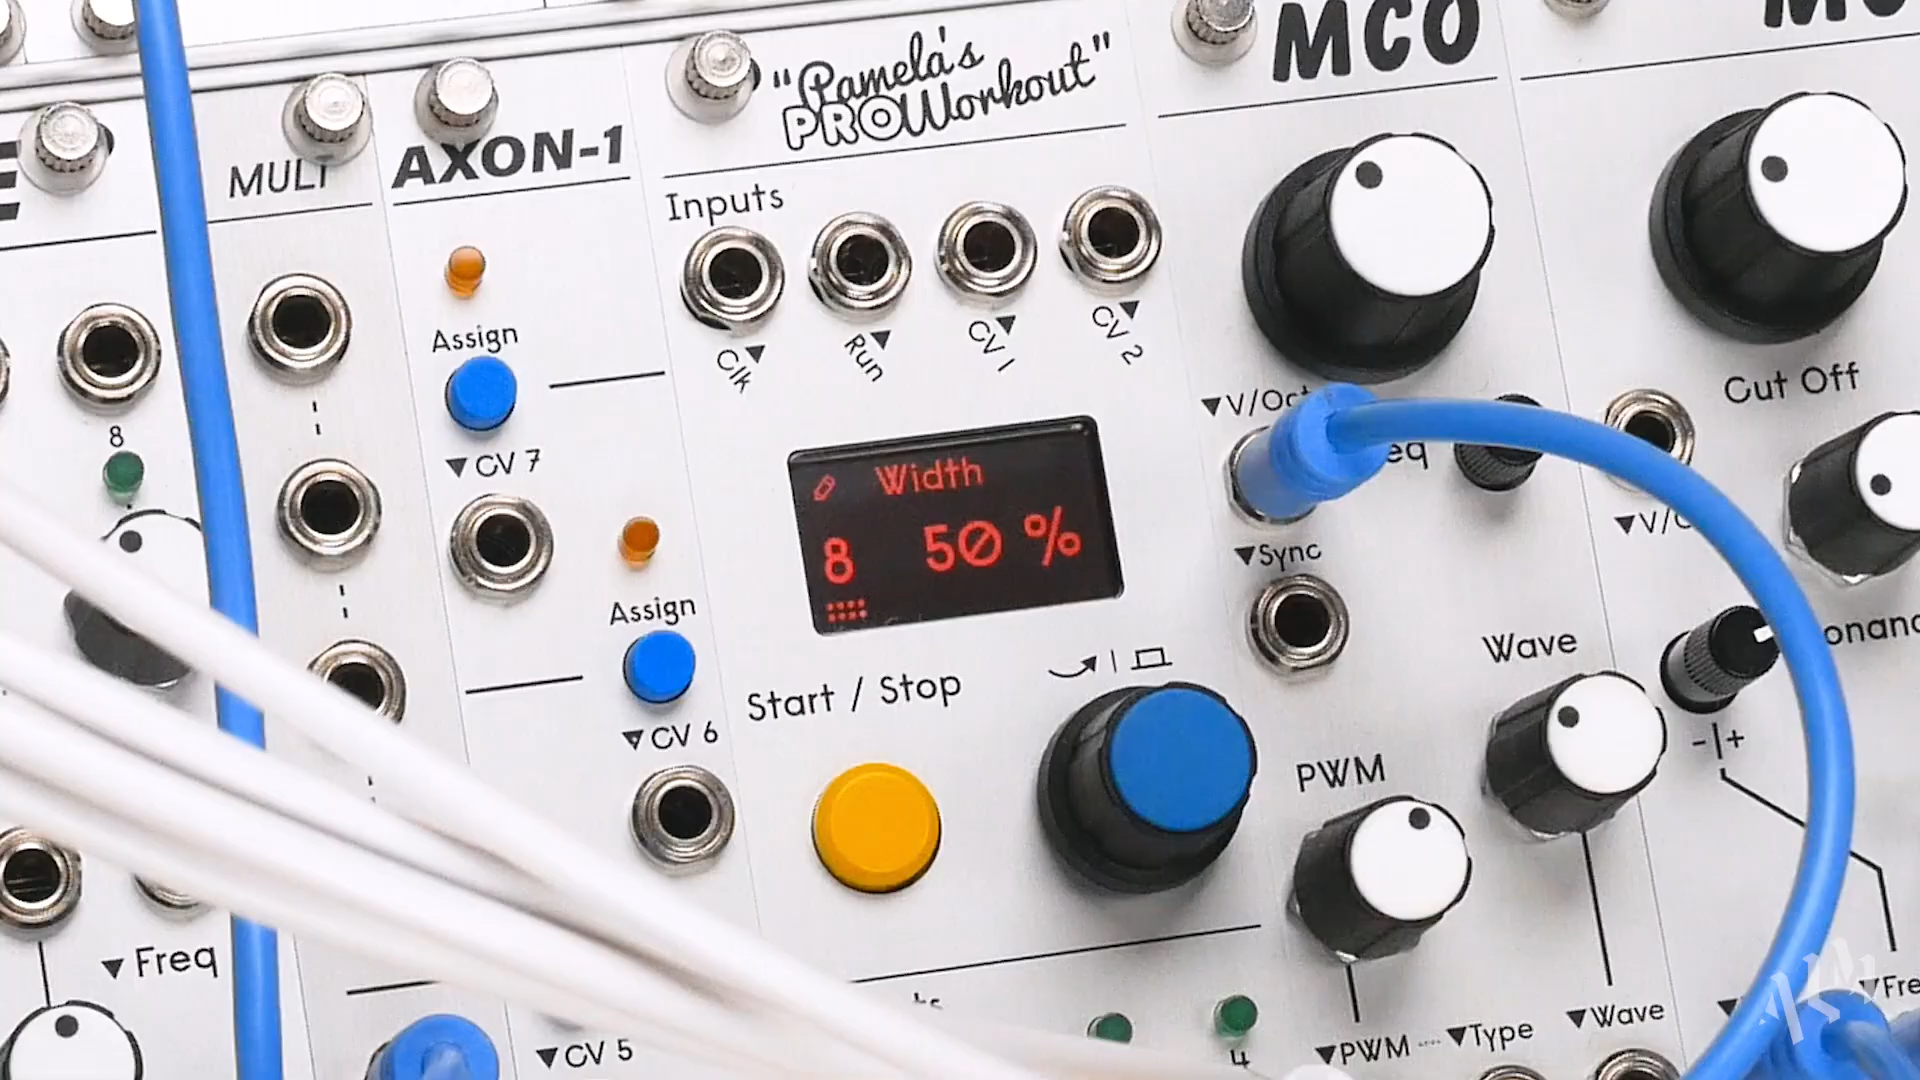 MULT
AXON-1
"Pamela's
PROWorkout"
MCO
Inputs
Clk
Run
CV 1
CV 2
Assign
CV 7
8
Width
8 50 %
V/Oct
Cut Off
Sync
Assign
CV 6
Start / Stop
Wave
-|+
PWM
Freq
4
CV 5
PWM
Type
Wave